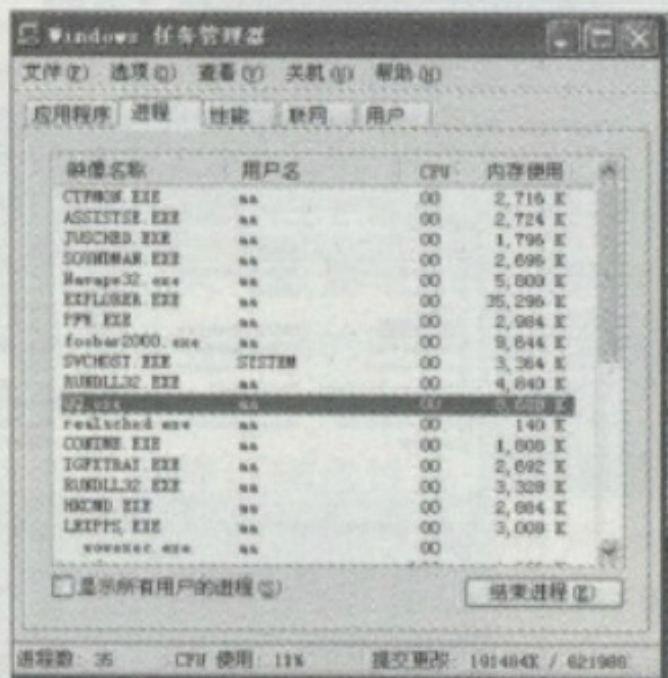 Windows 任务管理器
文件(F) 选项(O) 查看(V) 关机(U) 帮助(H)
应用程序 进程 性能 联网 用户
映像名称 用户名 CPU 内存使用
CTFMON.EXE aa 00 2,716 K
ASSISTSE.EXE aa 00 2,724 K
JUSCHED.EXE aa 00 1,796 K
SOUNDMAN.EXE aa 00 2,696 K
Navapw32.exe aa 00 5,800 K
EXPLORER.EXE aa 00 35,296 K
PPW.EXE aa 00 2,984 K
foobar2000.exe aa 00 9,644 K
SVCHOST.EXE SYSTEM 00 3,364 K
RUNDLL32.EXE aa 00 4,840 K
QQ.exe aa 00
realsched.exe aa 00 140 K
CONIME.EXE aa 00 1,808 K
IGFXTRAY.EXE aa 00 2,692 K
RUNDLL32.EXE aa 00 3,328 K
HKCMD.EXE aa 00 2,884 K
LEXPPS.EXE aa 00 3,008 K
wowexec.exe aa 00
显示所有用户的进程(S) 结束进程(E)
进程数: 35 CPU 使用: 11% 提交更改: 191484K / 621988